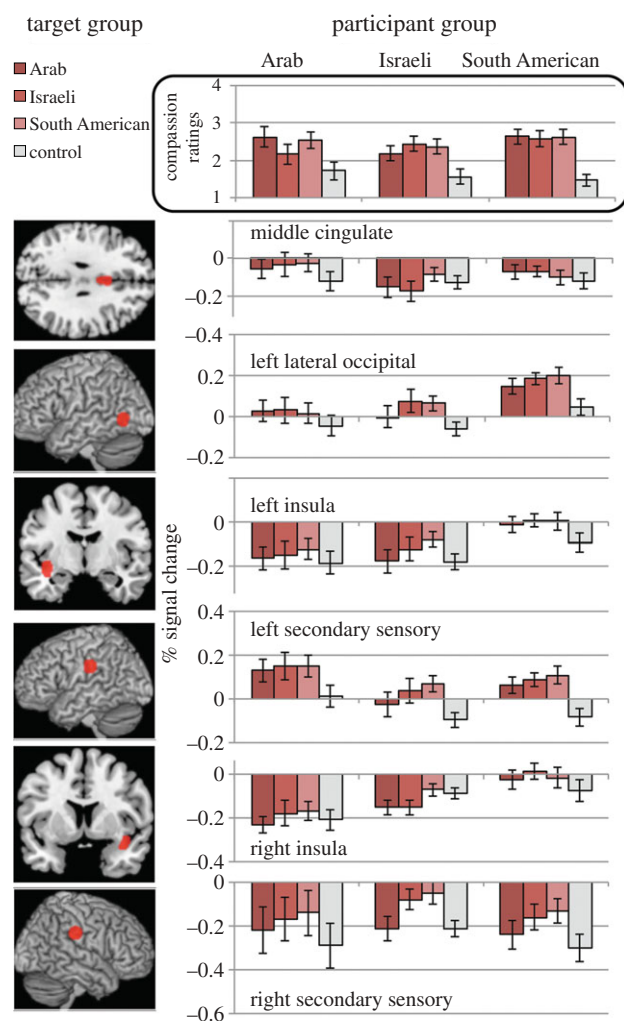 target group
participant group
Arab
Israeli
South American
control
Arab
Israeli
South American
compassion
ratings
4
3
2
1
middle cingulate
0
−0.2
−0.4
left lateral occipital
0.2
0
−0.2
left insula
0
−0.2
% signal change
0.4
left secondary sensory
0.2
0
−0.2
0
−0.2
−0.4
right insula
0
−0.2
−0.4
−0.6
right secondary sensory